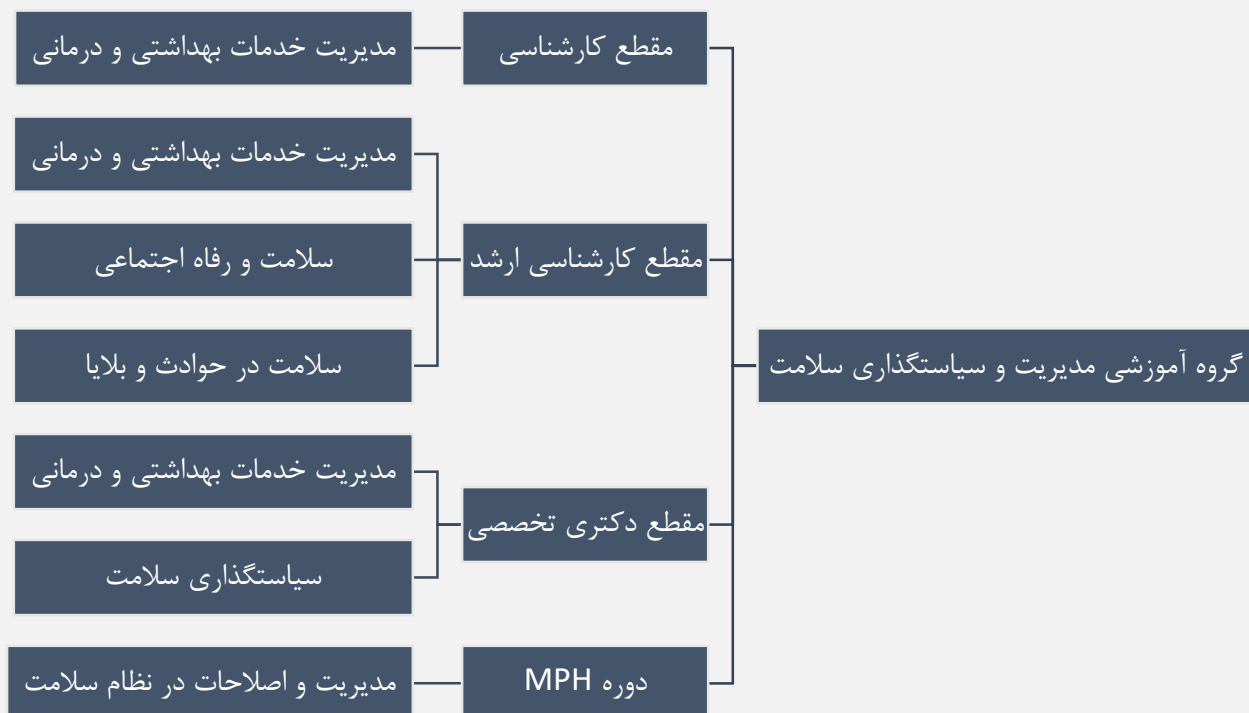 گروه آموزشی مدیریت و سیاستگذاری سلامت
مقطع کارشناسی
مدیریت خدمات بهداشتی و درمانی
مقطع کارشناسی ارشد
مدیریت خدمات بهداشتی و درمانی
سلامت و رفاه اجتماعی
سلامت در حوادث و بلایا
مقطع دکتری تخصصی
مدیریت خدمات بهداشتی و درمانی
سیاستگذاری سلامت
دوره MPH
مدیریت و اصلاحات در نظام سلامت